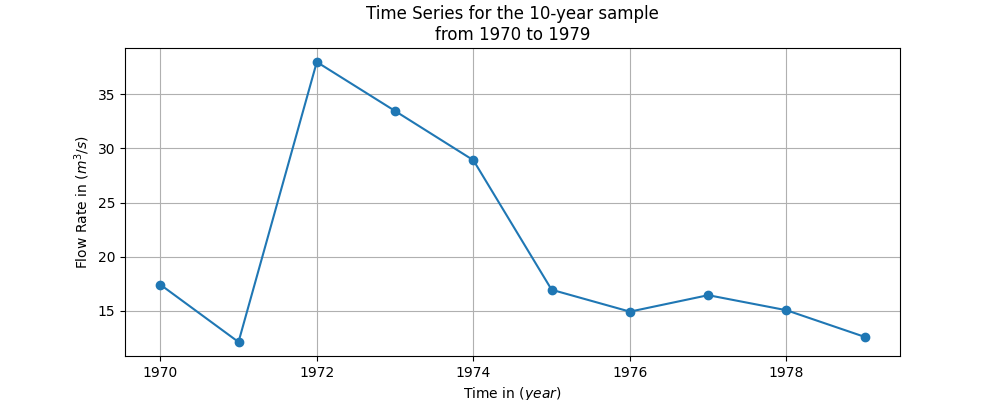 Time Series for the 10-year sample
from 1970 to 1979
Flow Rate in (m³/s)
35
30
25
20
15
1970 1972 1974 1976 1978
Time in (year)